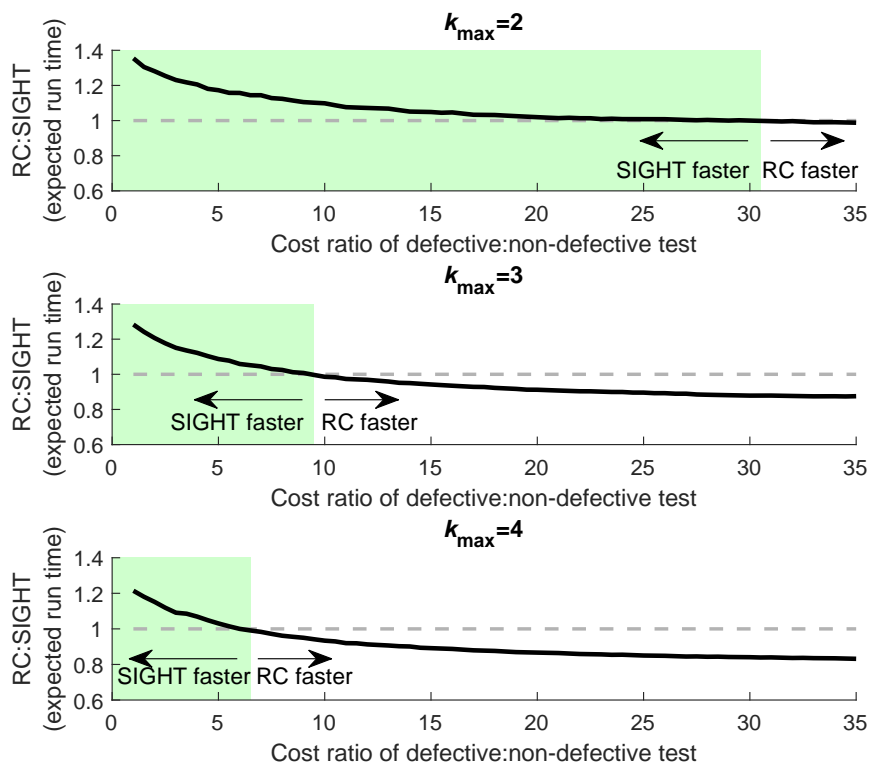 k_max=2
RC:SIGHT
(expected run time)
1.4
1.2
1
0.8
0.6
SIGHT faster
RC faster
0 5 10 15 20 25 30 35
Cost ratio of defective:non-defective test
k_max=3
RC:SIGHT
(expected run time)
1.4
1.2
1
0.8
0.6
SIGHT faster
RC faster
0 5 10 15 20 25 30 35
Cost ratio of defective:non-defective test
k_max=4
RC:SIGHT
(expected run time)
1.4
1.2
1
0.8
0.6
SIGHT faster
RC faster
0 5 10 15 20 25 30 35
Cost ratio of defective:non-defective test